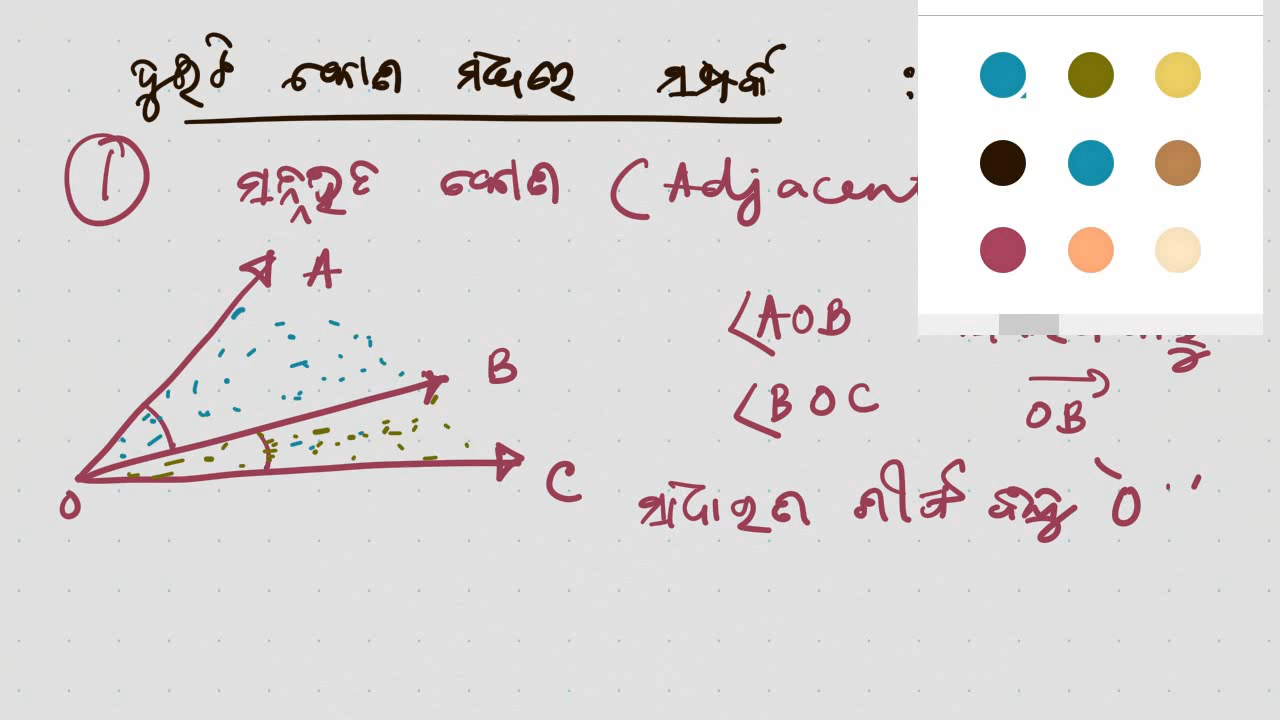 ଦୁଇଟି କୋଣ ମଧ୍ୟରେ ସମ୍ପର୍କ :
1 ସନ୍ନିହିତ କୋଣ (Adjacent
A
B
C
O
<AOB
<BOC
OB
ସାଧାରଣ ଶୀର୍ଷ ବିନ୍ଦୁ `O''